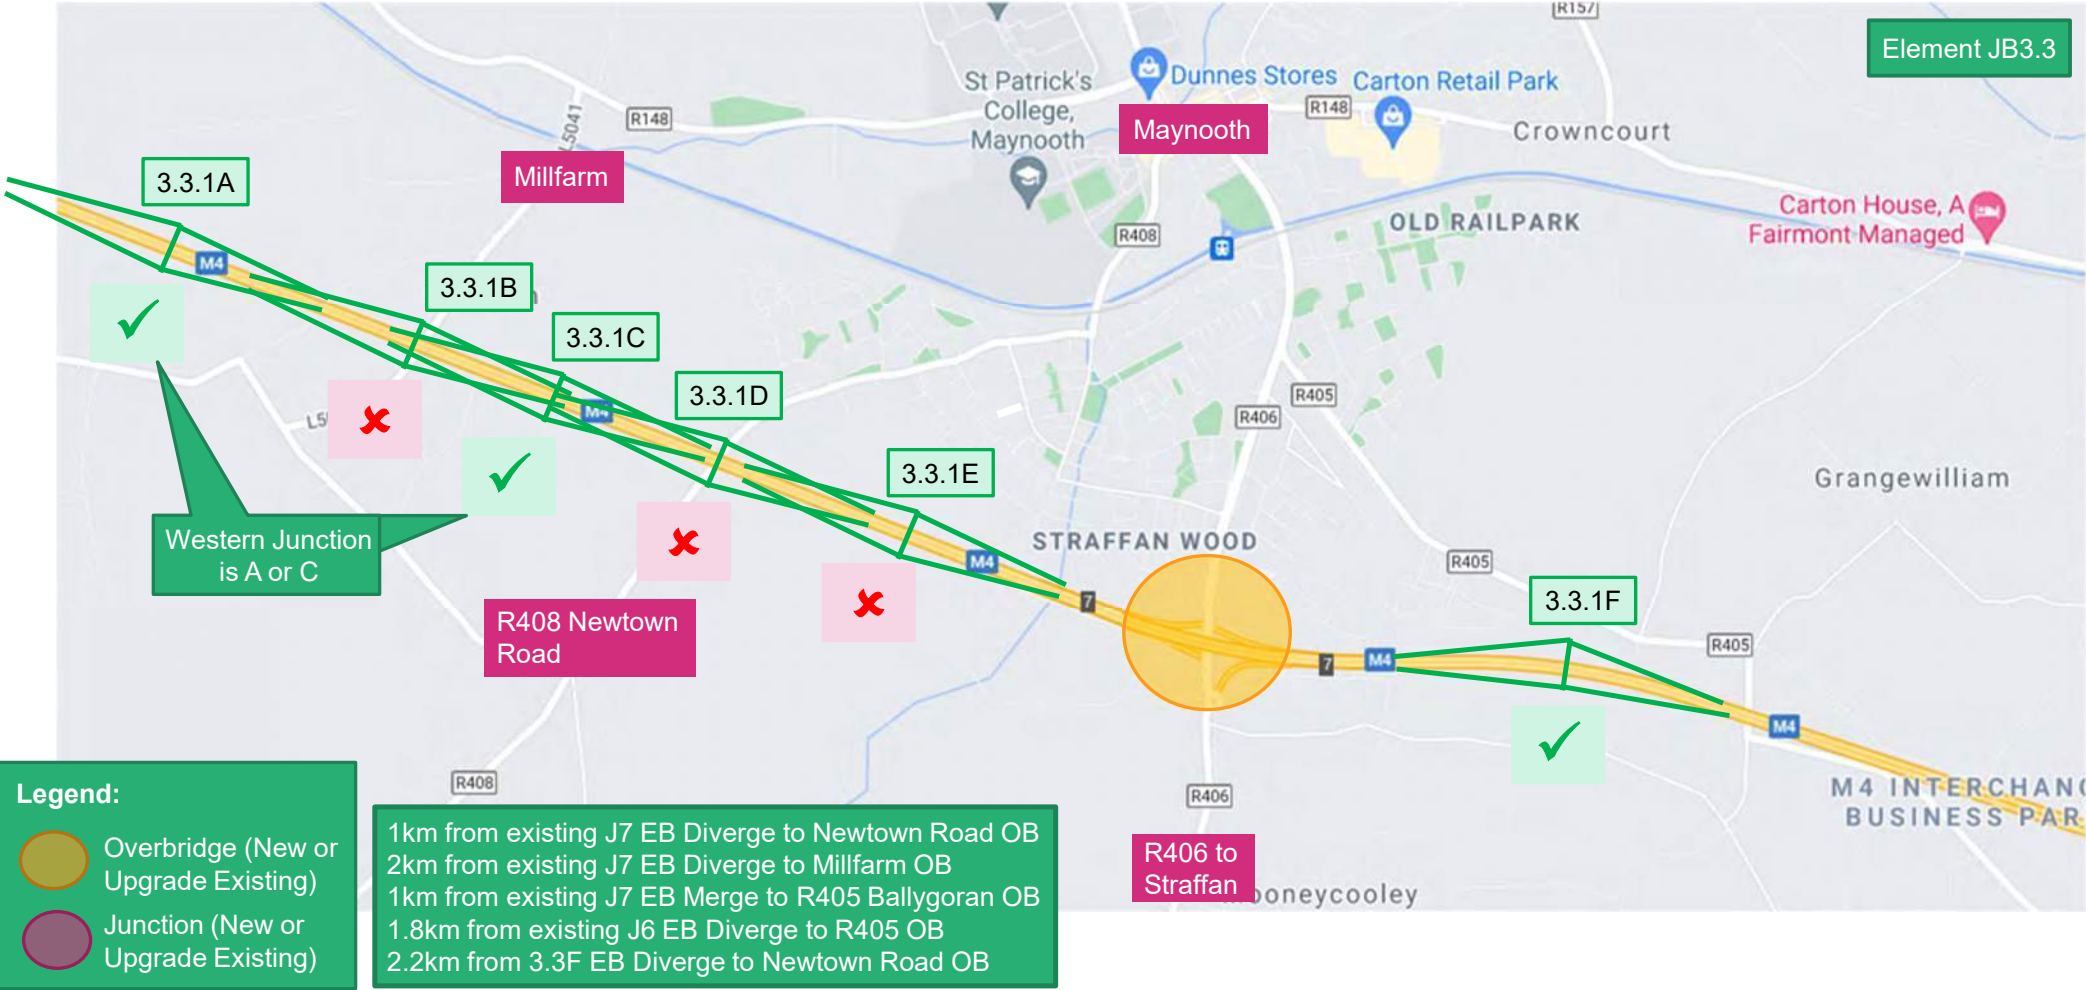 R157
Element JB3.3
St Patrick's
College,
Maynooth
Dunnes Stores
Carton Retail Park
R148
L5041
Maynooth
R148
Crowncourt
3.3.1A
Millfarm
Carton House, A
Fairmont Managed
OLD RAILPARK
R408
M4
3.3.1B
3.3.1C
3.3.1D
R405
R406
M4
L5
3.3.1E
Grangewilliam
Western Junction
is A or C
STRAFFAN WOOD
M4
R405
7
3.3.1F
R408 Newtown
Road
R405
7
M4
M4
R408
R406
M4 INTERCHANG
BUSINESS PAR
Legend:
Overbridge (New or
Upgrade Existing)
Junction (New or
Upgrade Existing)
1km from existing J7 EB Diverge to Newtown Road OB
2km from existing J7 EB Diverge to Millfarm OB
1km from existing J7 EB Merge to R405 Ballygoran OB
1.8km from existing J6 EB Diverge to R405 OB
2.2km from 3.3F EB Diverge to Newtown Road OB
R406 to
Straffan
ooneycooley